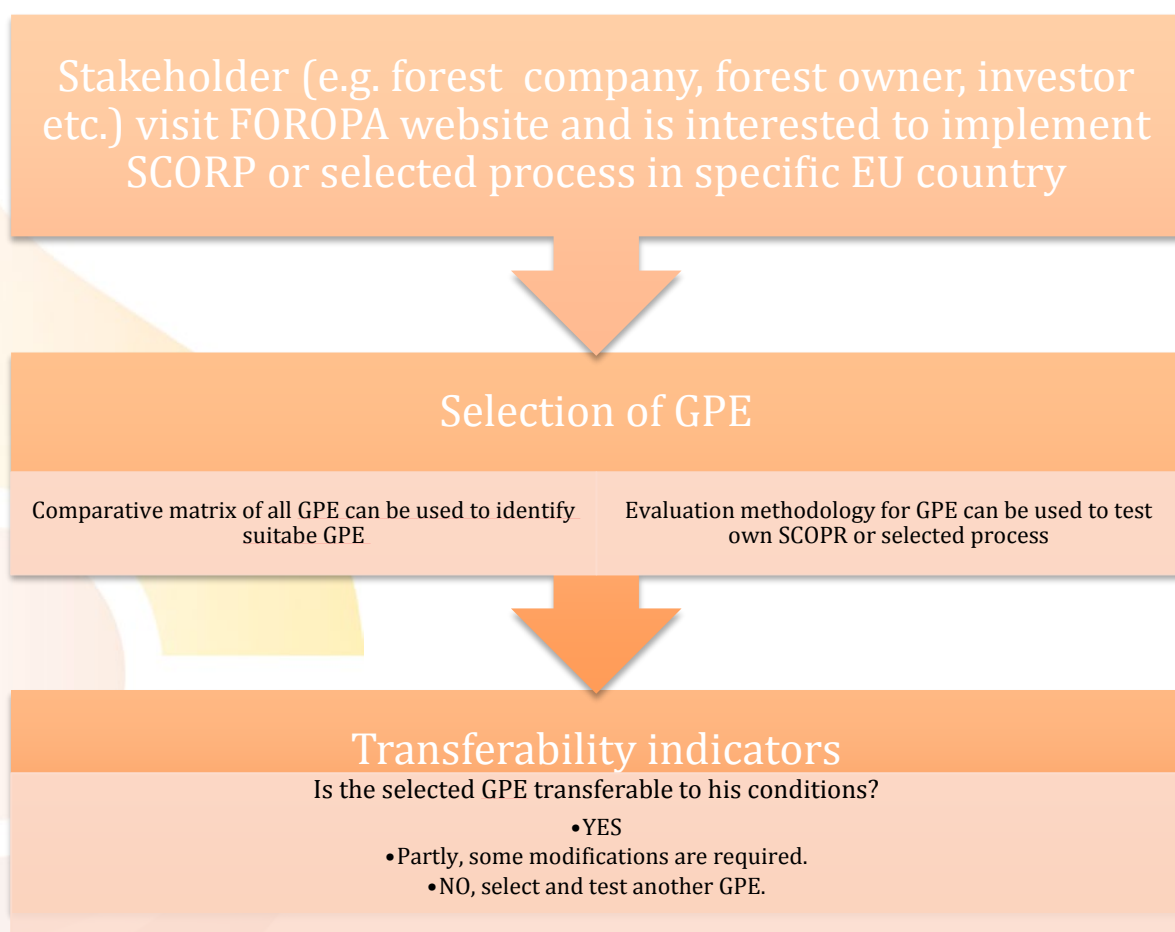 Stakeholder (e.g. forest  company, forest owner, investor
etc.) visit FOROPA website and is interested to implement
SCORP or selected process in specific EU country
Selection of GPE
Comparative matrix of all GPE can be used to identify
suitabe GPE
Evaluation methodology for GPE can be used to test
own SCOPR or selected process
Transferability indicators
Is the selected GPE transferable to his conditions?
•YES
•Partly, some modifications are required.
•NO, select and test another GPE.